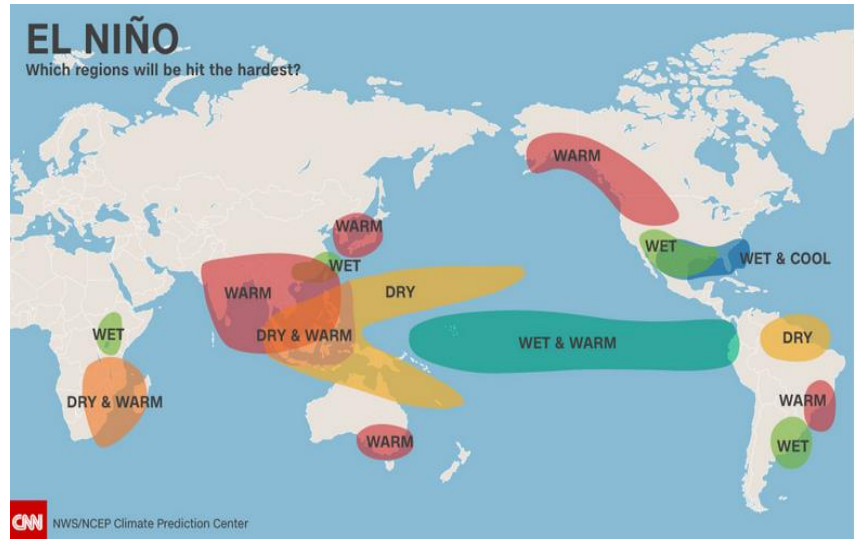 EL NIÑO
Which regions will be hit the hardest?
WARM
WARM
WET
WET & COOL
WET
WARM
DRY
WET
DRY & WARM
WET & WARM
DRY
DRY & WARM
WARM
WARM
WET
CNN
NWS/NCEP Climate Prediction Center